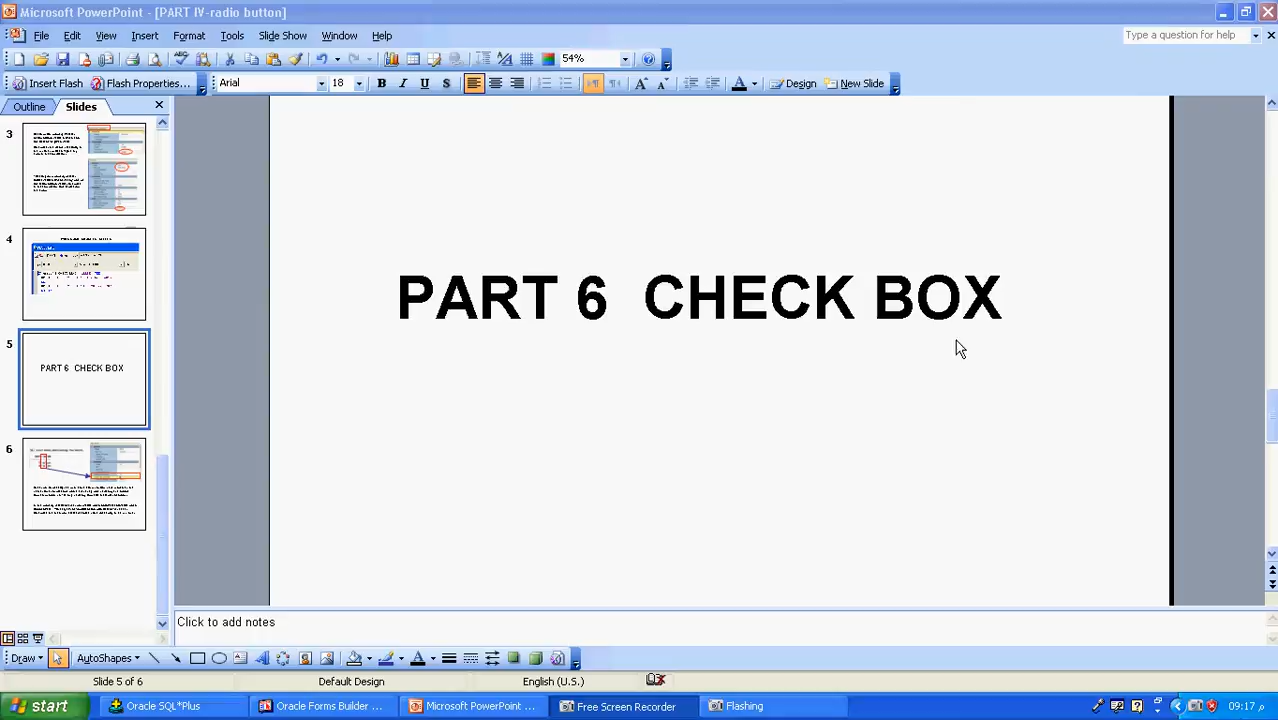 Microsoft PowerPoint - [PART IV-radio button]
File Edit View Insert Format Tools Slide Show Window Help
Type a question for help
54%
Insert Flash Flash Properties... Arial 18 B I U S A Design New Slide
Outline Slides
3
4
5
PART 6 CHECK BOX
6
PART 6 CHECK BOX
Click to add notes
Draw AutoShapes
Slide 5 of 6 Default Design English (U.S.)
start Oracle SQL*Plus Oracle Forms Builder ... Microsoft PowerPoint ... Free Screen Recorder Flashing 09:17 م